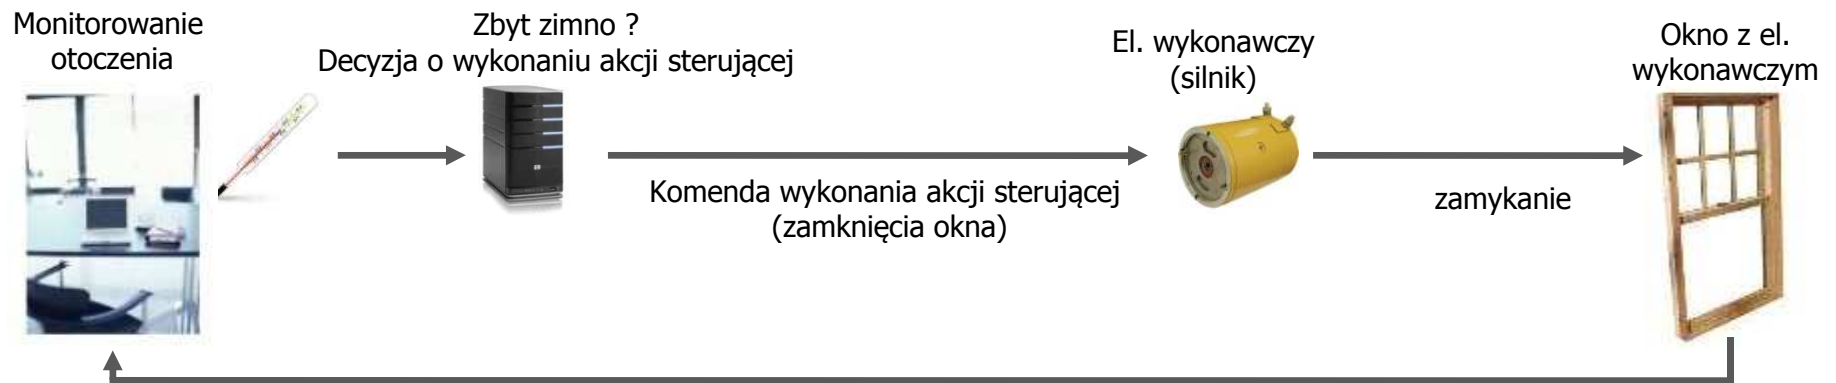 Monitorowanie
otoczenia
Zbyt zimno ?
Decyzja o wykonaniu akcji sterującej
El. wykonawczy
(silnik)
Okno z el.
wykonawczym
Komenda wykonania akcji sterującej
(zamknięcia okna)
zamykanie